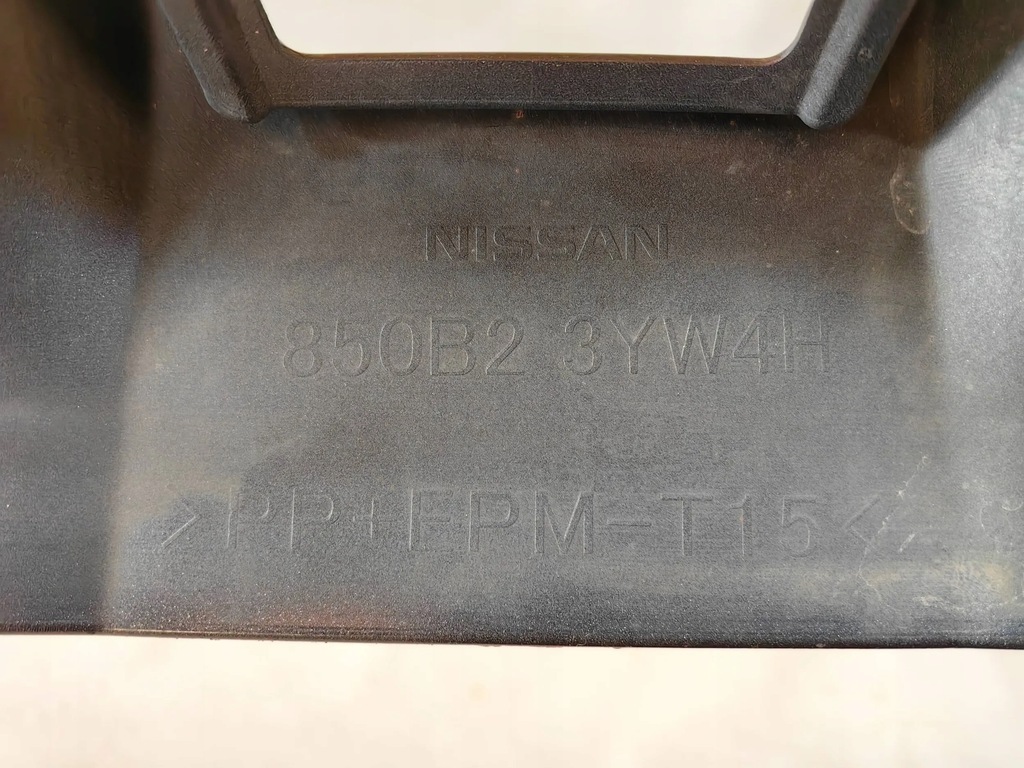 NISSAN
850B2 3YW4H
>PP+EPM-T15<